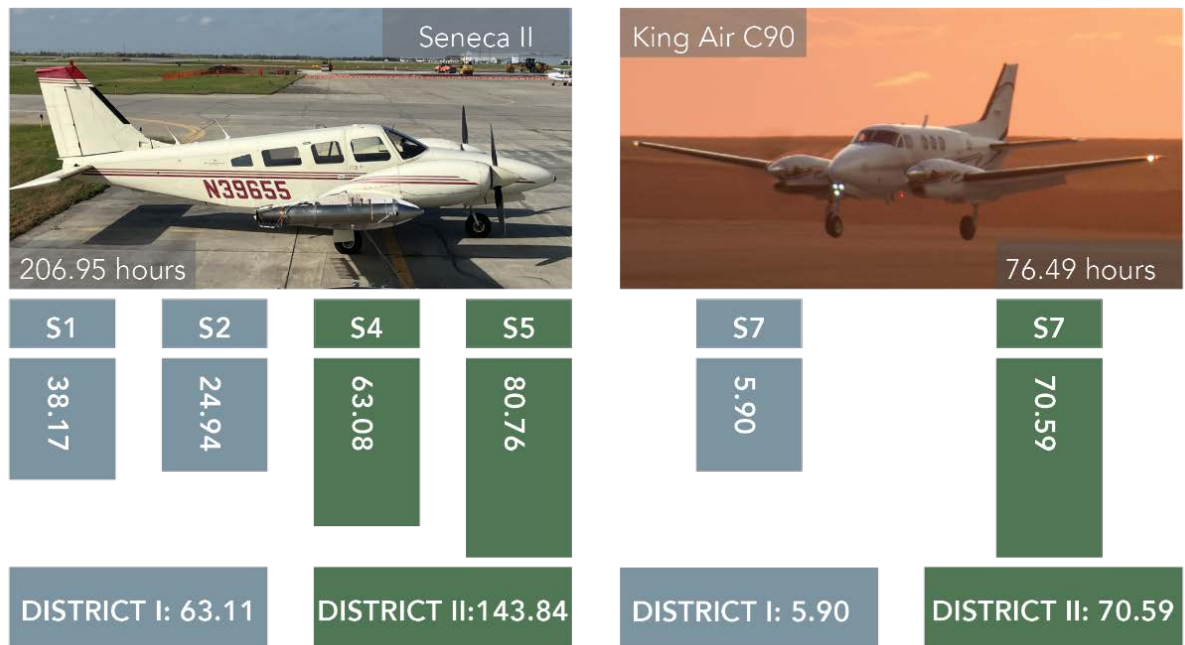 Seneca II
N39655
206.95 hours
S1
S2
S4
S5
38.17
24.94
63.08
80.76
DISTRICT I: 63.11
DISTRICT II:143.84
King Air C90
76.49 hours
S7
S7
5.90
70.59
DISTRICT I: 5.90
DISTRICT II: 70.59